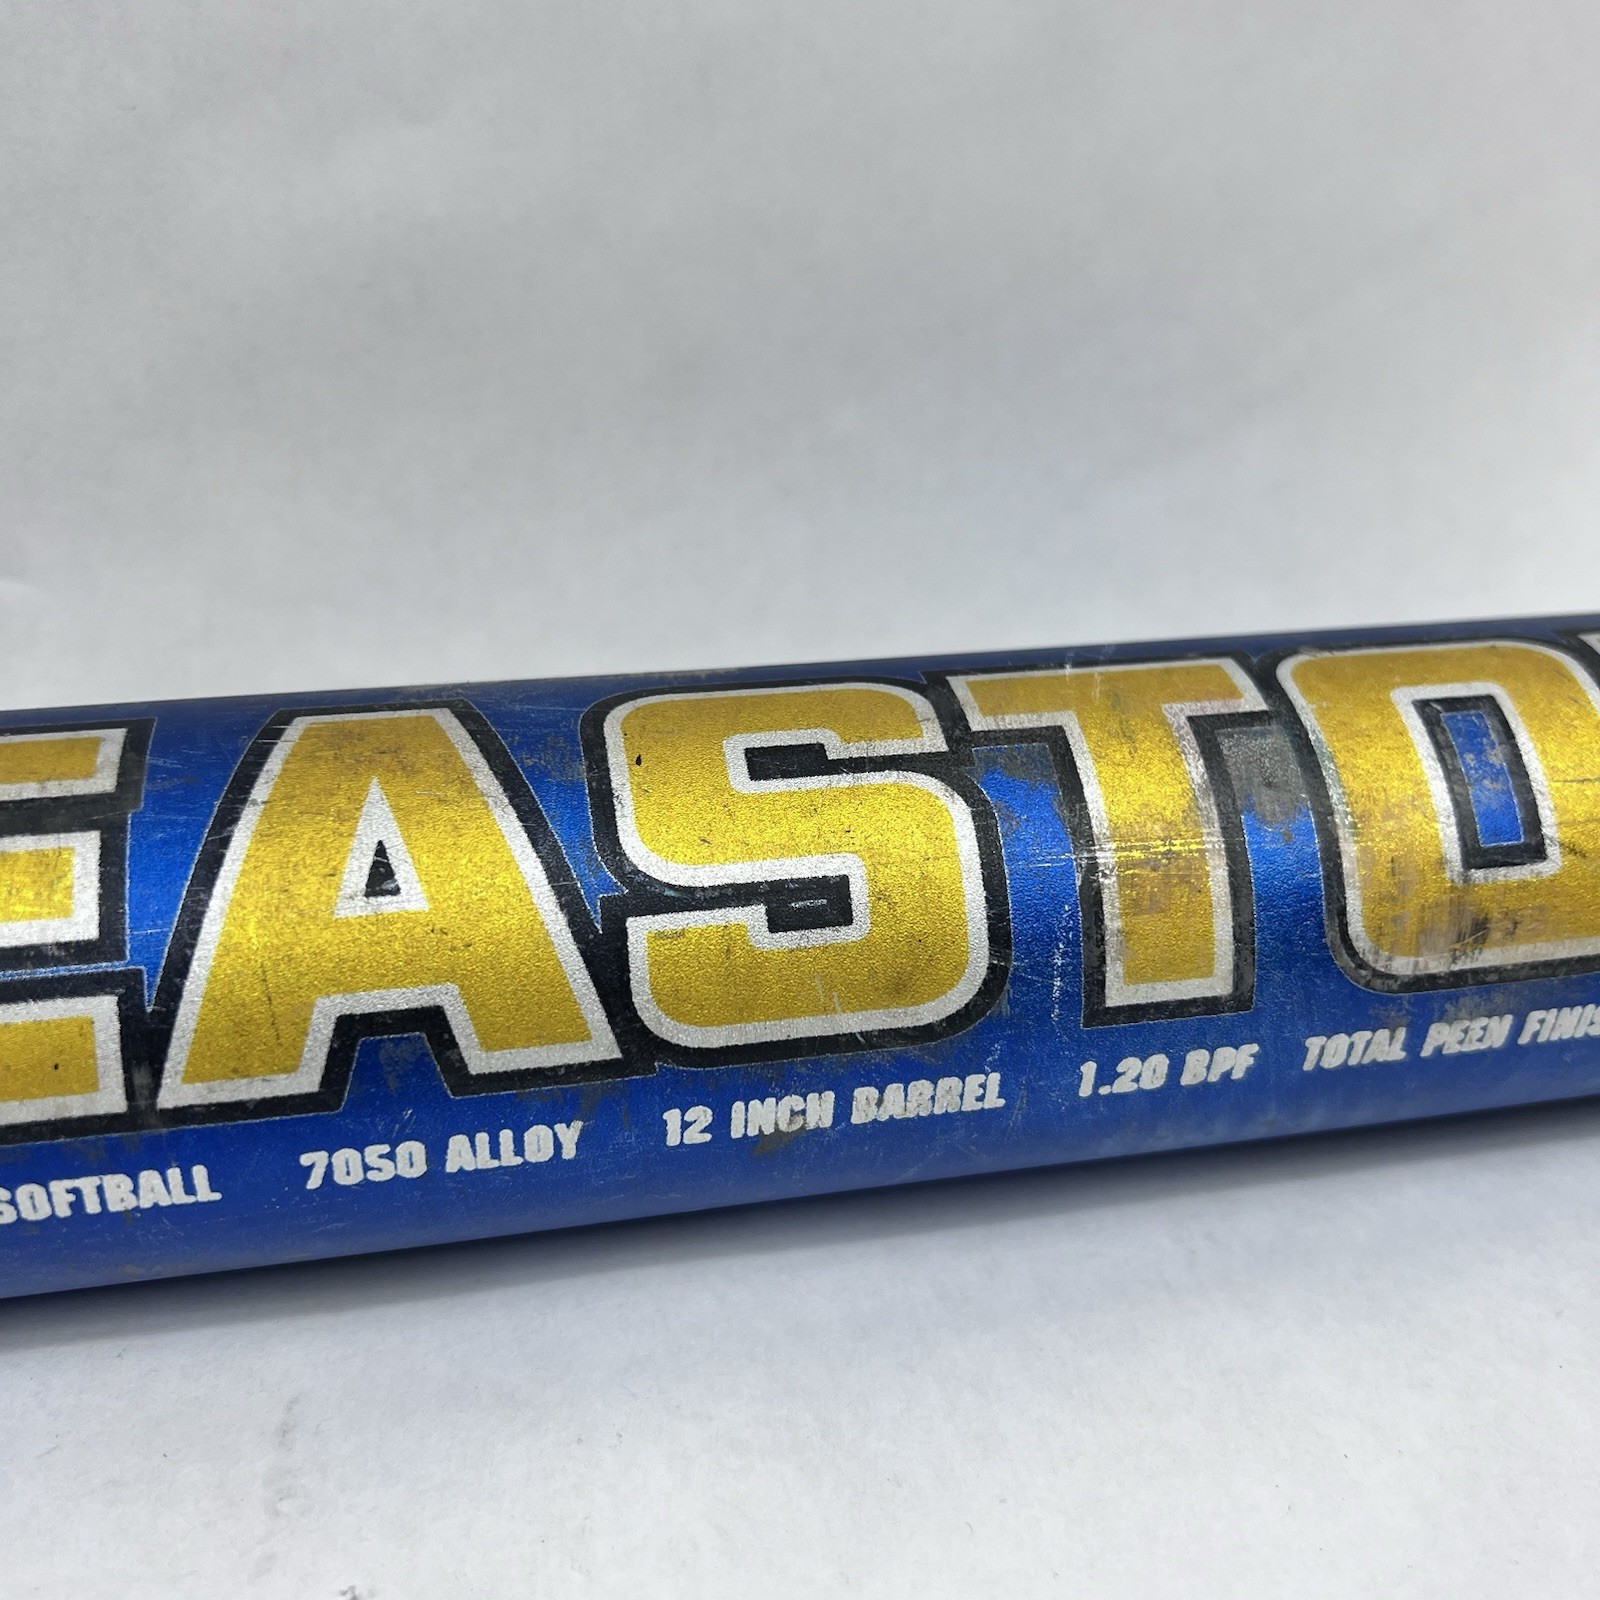 EASTO
SOFTBALL 7050 ALLOY 12 INCH BARREL 1.20 BPF TOTAL PEEN FINIS